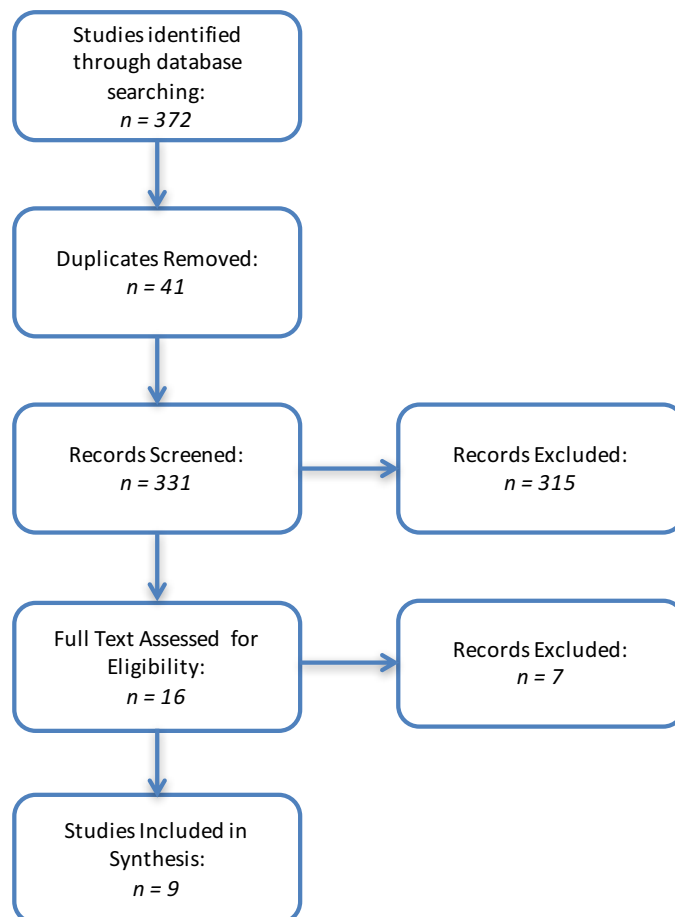 Studies identified
through database
searching:
n = 372
Duplicates Removed:
n = 41
Records Screened:
n = 331
Records Excluded:
n = 315
Full Text Assessed  for
Eligibility:
n = 16
Records Excluded:
n = 7
Studies Included in
Synthesis:
n = 9